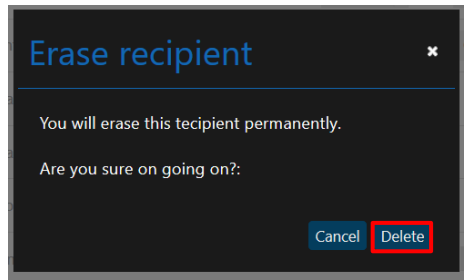 Erase recipient
You will erase this tecipient permanently.
Are you sure on going on?:
Cancel Delete